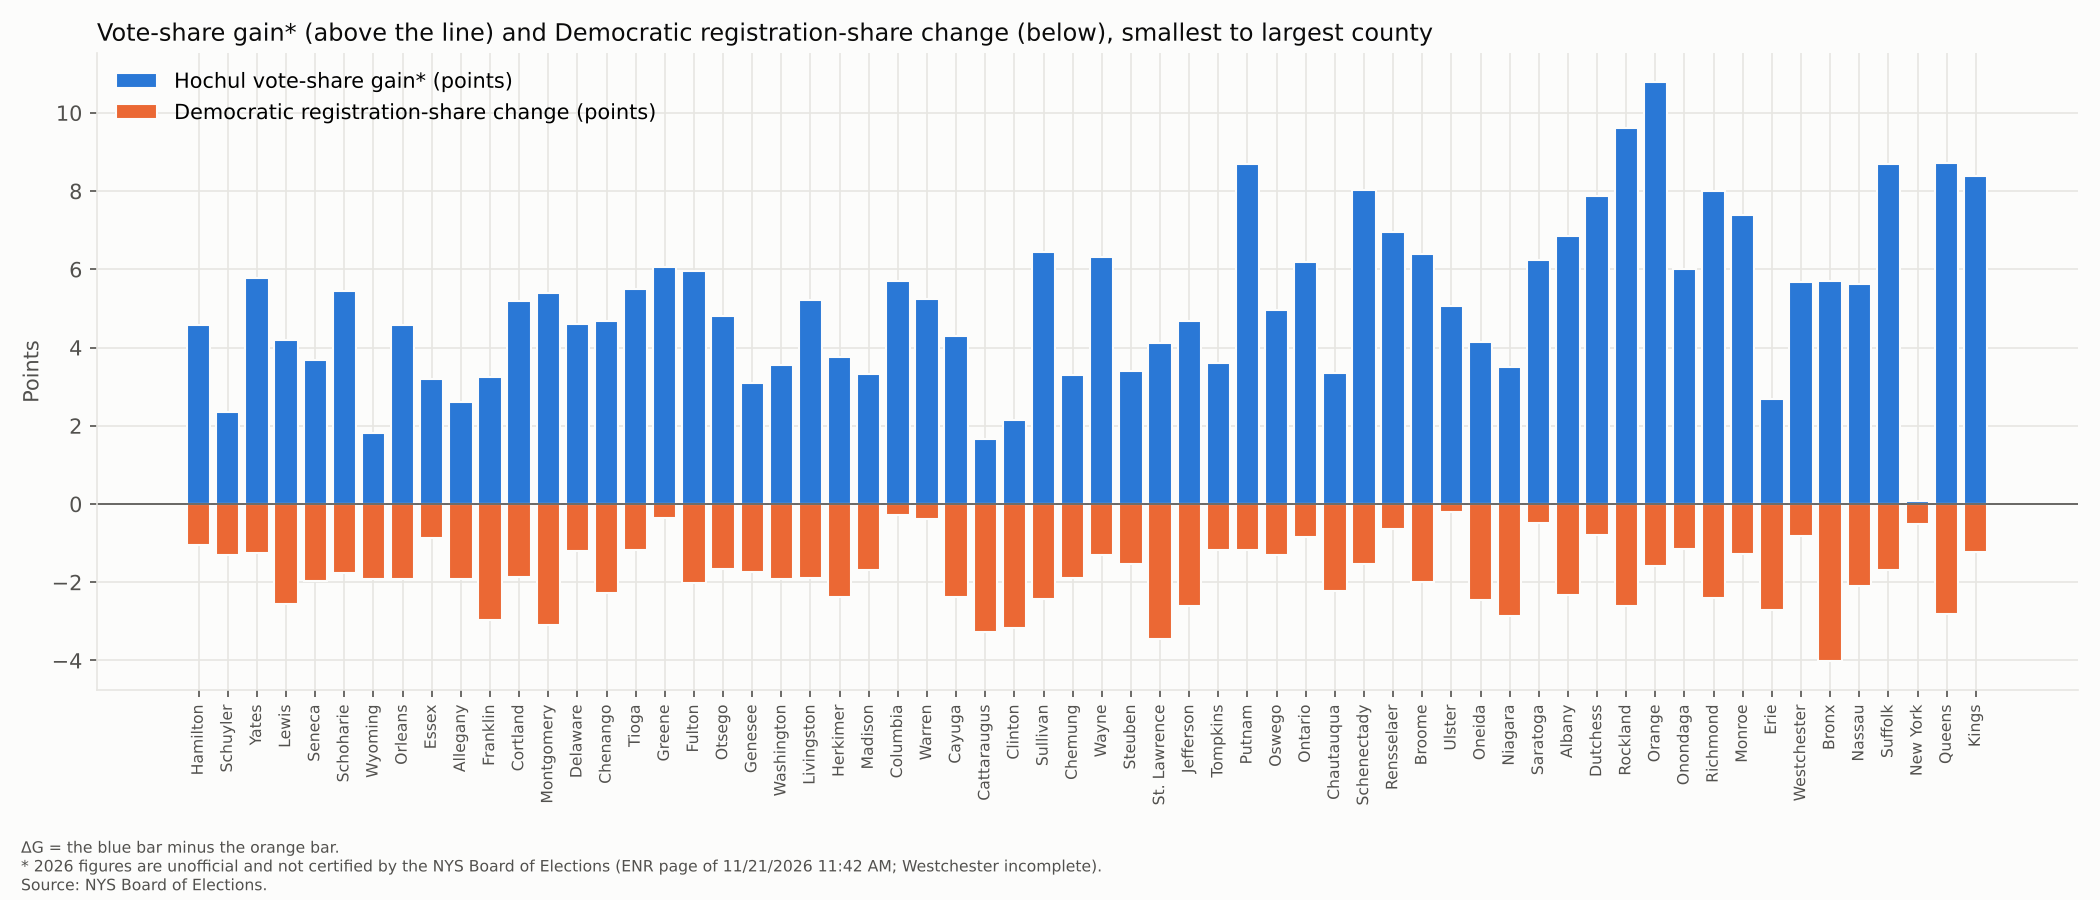 Vote-share gain* (above the line) and Democratic registration-share change (below), smallest to largest county
Hochul vote-share gain* (points)
Democratic registration-share change (points)
Points
10
8
6
4
2
0
−2
−4
Hamilton
Schuyler
Yates
Lewis
Seneca
Schoharie
Wyoming
Orleans
Essex
Allegany
Franklin
Cortland
Montgomery
Delaware
Chenango
Tioga
Greene
Fulton
Otsego
Genesee
Washington
Livingston
Herkimer
Madison
Columbia
Warren
Cayuga
Cattaraugus
Clinton
Sullivan
Chemung
Wayne
Steuben
St. Lawrence
Jefferson
Tompkins
Putnam
Oswego
Ontario
Chautauqua
Schenectady
Rensselaer
Broome
Ulster
Oneida
Niagara
Saratoga
Albany
Dutchess
Rockland
Orange
Onondaga
Richmond
Monroe
Erie
Westchester
Bronx
Nassau
Suffolk
New York
Queens
Kings
ΔG = the blue bar minus the orange bar.
* 2026 figures are unofficial and not certified by the NYS Board of Elections (ENR page of 11/21/2026 11:42 AM; Westchester incomplete).
Source: NYS Board of Elections.